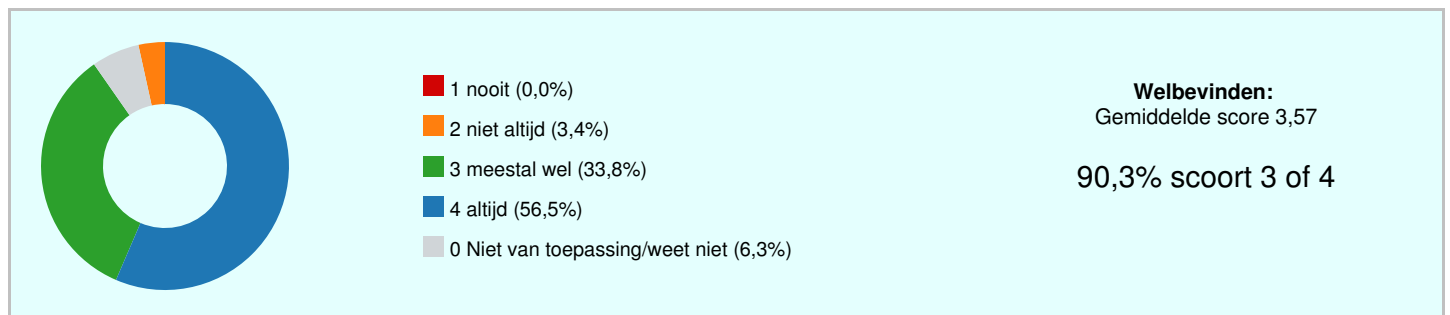 1 nooit (0,0%)
2 niet altijd (3,4%)
3 meestal wel (33,8%)
4 altijd (56,5%)
0 Niet van toepassing/weet niet (6,3%)
Welbevinden:
Gemiddelde score 3,57
90,3% scoort 3 of 4